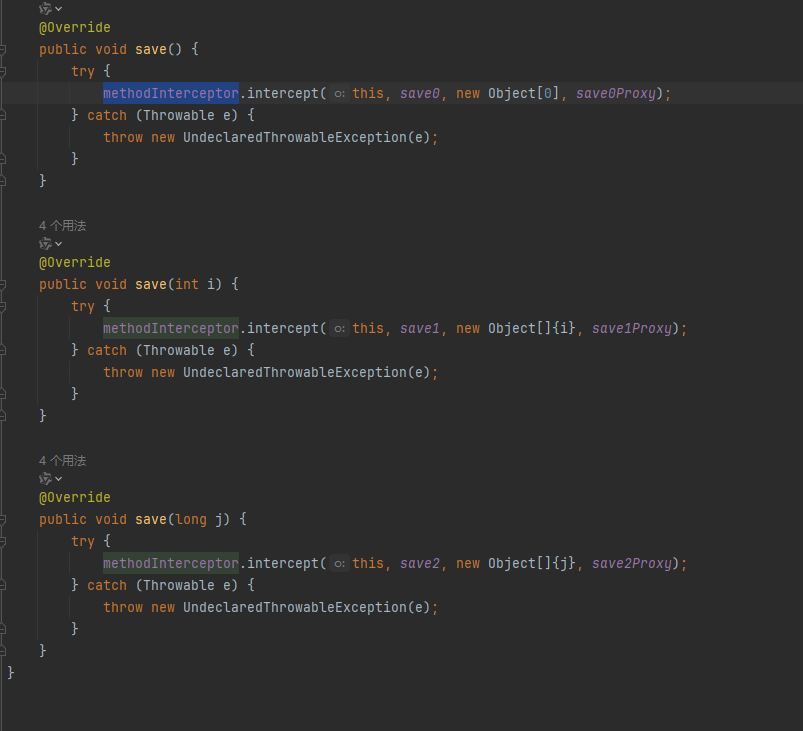 @Override
public void save() {
try {
methodInterceptor.intercept( o: this, save0, new Object[0], save0Proxy);
} catch (Throwable e) {
throw new UndeclaredThrowableException(e);
}
}
4 个用法
@Override
public void save(int i) {
try {
methodInterceptor.intercept( o: this, save1, new Object[]{i}, save1Proxy);
} catch (Throwable e) {
throw new UndeclaredThrowableException(e);
}
}
4 个用法
@Override
public void save(long j) {
try {
methodInterceptor.intercept( o: this, save2, new Object[]{j}, save2Proxy);
} catch (Throwable e) {
throw new UndeclaredThrowableException(e);
}
}
}